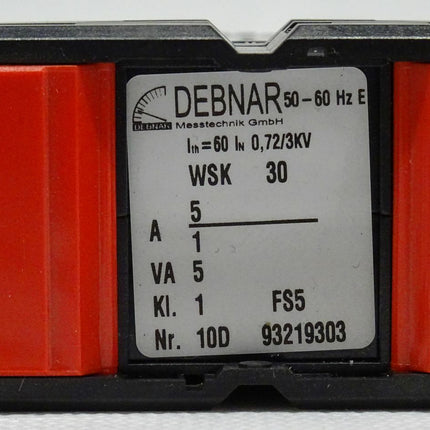 DEBNAR 50-60 Hz E
DEBNAR Messtechnik GmbH
Ith=60 IN 0,72/3KV
WSK 30
A 5/1
VA 5
Kl. 1 FS5
Nr. 10D 93219303